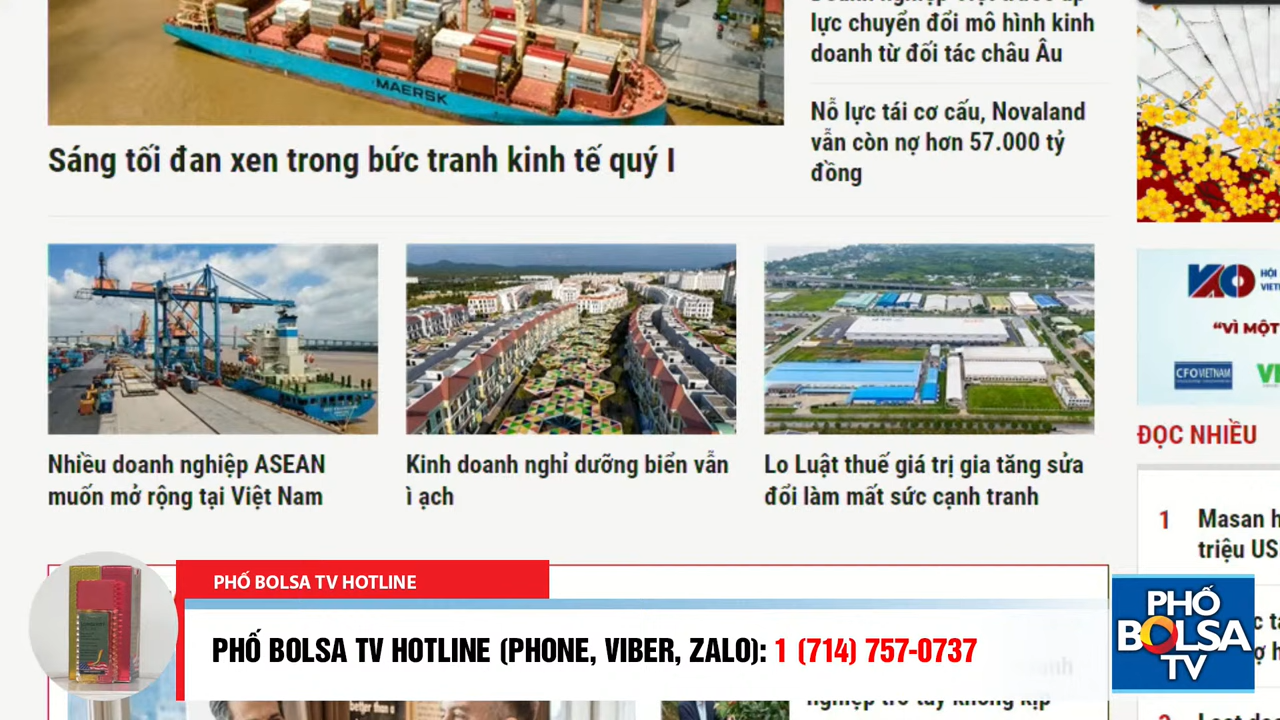 MAERSK
Sáng tối đan xen trong bức tranh kinh tế quý I
lực chuyển đổi mô hình kinh
doanh từ đối tác châu Âu
Nỗ lực tái cơ cấu, Novaland
vẫn còn nợ hơn 57.000 tỷ
đồng
Nhiều doanh nghiệp ASEAN
muốn mở rộng tại Việt Nam
Kinh doanh nghỉ dưỡng biển vẫn
ì ạch
Lo Luật thuế giá trị gia tăng sửa
đổi làm mất sức cạnh tranh
HỘI
"VÌ MỘT
CFO VIETNAM
ĐỌC NHIỀU
1 Masan
triệu US
PHỐ BOLSA TV HOTLINE
PHỐ BOLSA TV HOTLINE (PHONE, VIBER, ZALO): 1 (714) 757-0737
PHỐ
BOLSA
TV
better than a